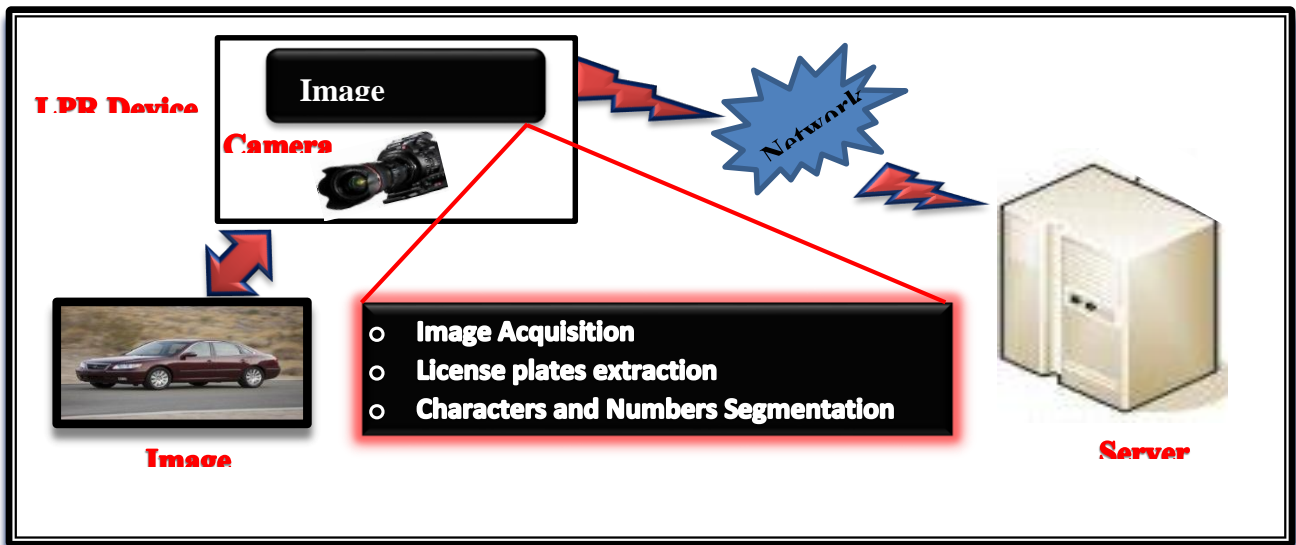 Image
LPR Device
Camera
Network
Image Acquisition
License plates extraction
Characters and Numbers Segmentation
Image
Server